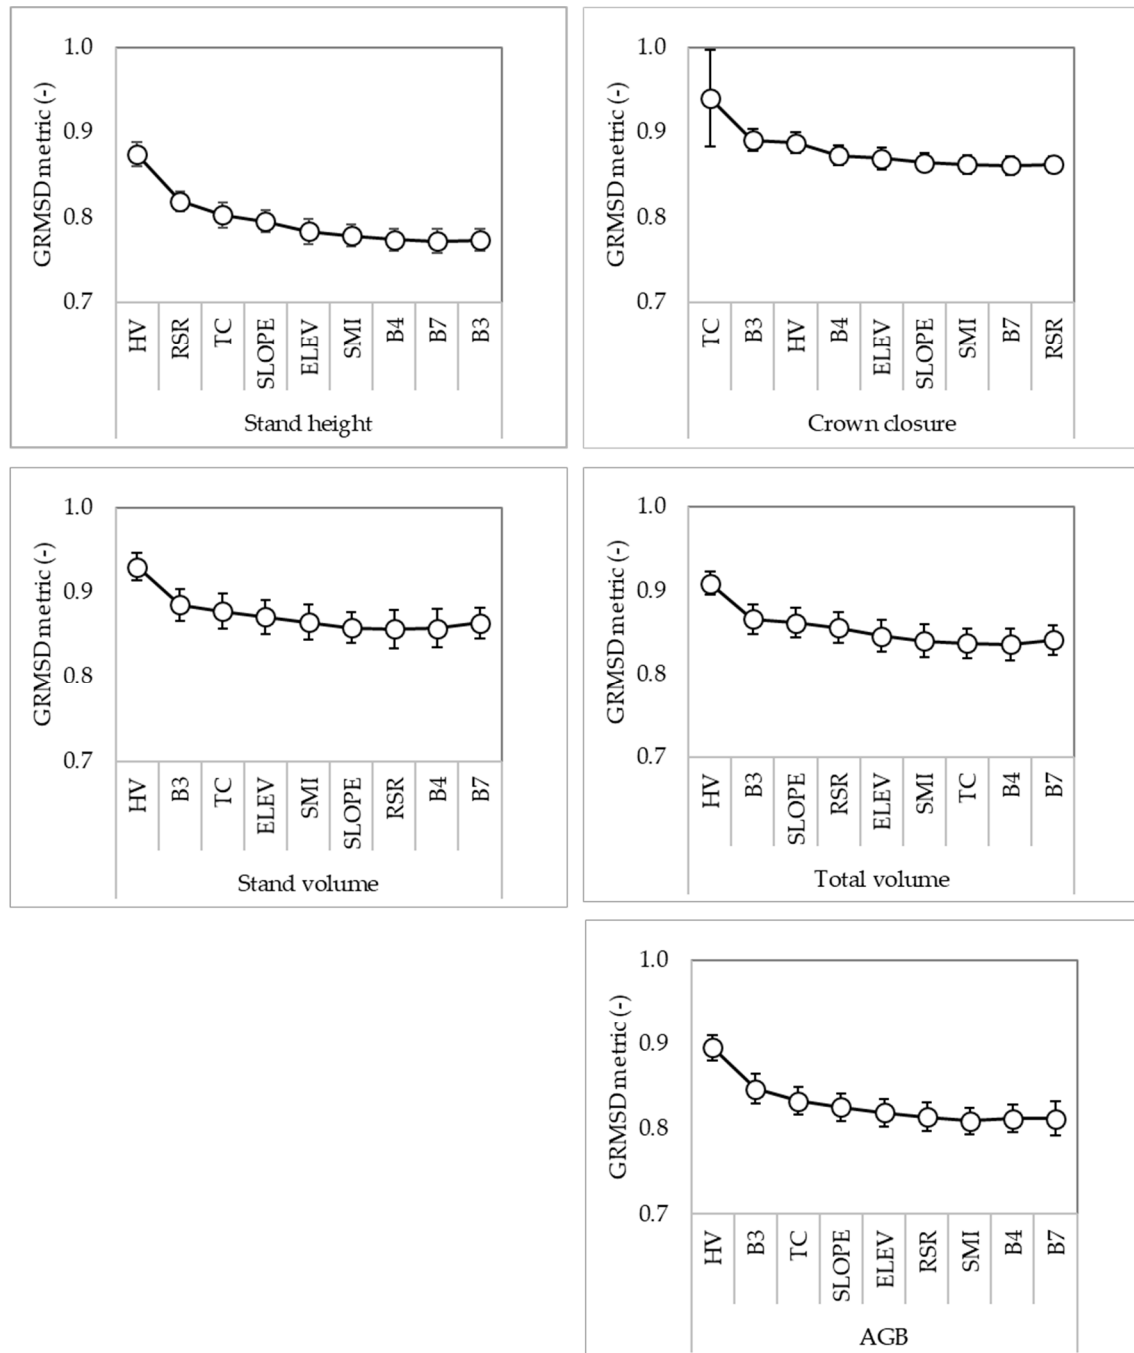 GRMSD metric (-)
1.0
0.9
0.8
0.7
HV RSR TC SLOPE ELEV SMI B4 B7 B3
Stand height
GRMSD metric (-)
1.0
0.9
0.8
0.7
TC B3 HV B4 ELEV SLOPE SMI B7 RSR
Crown closure
GRMSD metric (-)
1.0
0.9
0.8
0.7
HV B3 TC ELEV SMI SLOPE RSR B4 B7
Stand volume
GRMSD metric (-)
1.0
0.9
0.8
0.7
HV B3 SLOPE RSR ELEV SMI TC B4 B7
Total volume
GRMSD metric (-)
1.0
0.9
0.8
0.7
HV B3 TC SLOPE ELEV RSR SMI B4 B7
AGB